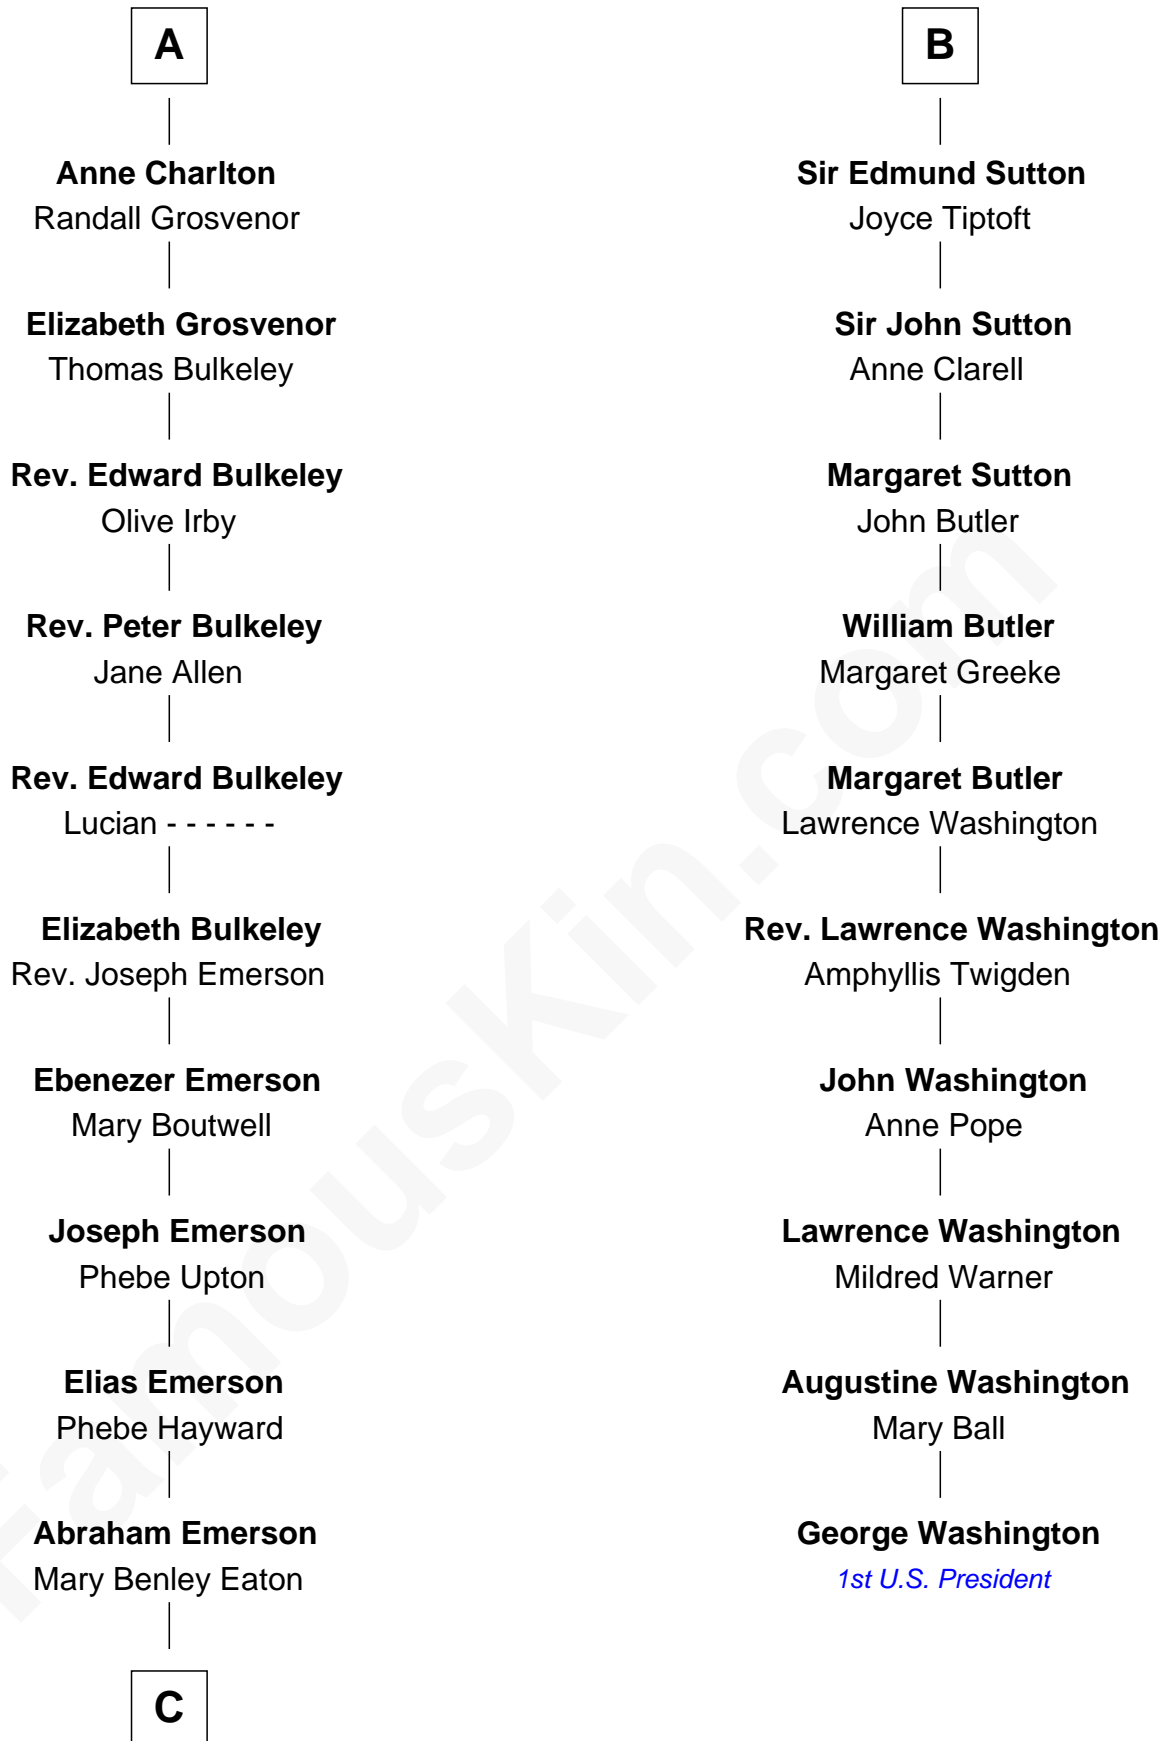 A
Anne Charlton
Randall Grosvenor
Elizabeth Grosvenor
Thomas Bulkeley
Rev. Edward Bulkeley
Olive Irby
Rev. Peter Bulkeley
Jane Allen
Rev. Edward Bulkeley
Lucian - - - - - -
Elizabeth Bulkeley
Rev. Joseph Emerson
Ebenezer Emerson
Mary Boutwell
Joseph Emerson
Phebe Upton
Elias Emerson
Phebe Hayward
Abraham Emerson
Mary Benley Eaton
C
B
Sir Edmund Sutton
Joyce Tiptoft
Sir John Sutton
Anne Clarell
Margaret Sutton
John Butler
William Butler
Margaret Greeke
Margaret Butler
Lawrence Washington
Rev. Lawrence Washington
Amphyllis Twigden
John Washington
Anne Pope
Lawrence Washington
Mildred Warner
Augustine Washington
Mary Ball
George Washington
1st U.S. President
FamousKin.com